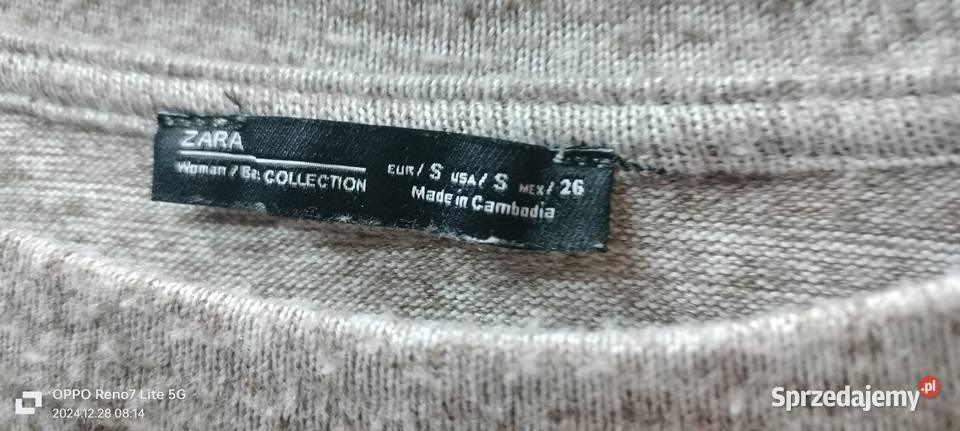 ZARA
Woman / COLLECTION
EUR/ S USA/ S MEX/ 26
Made in Cambodia
OPPO Reno7 Lite 5G
2024.12.28 08:14
Sprzedajemy.pl